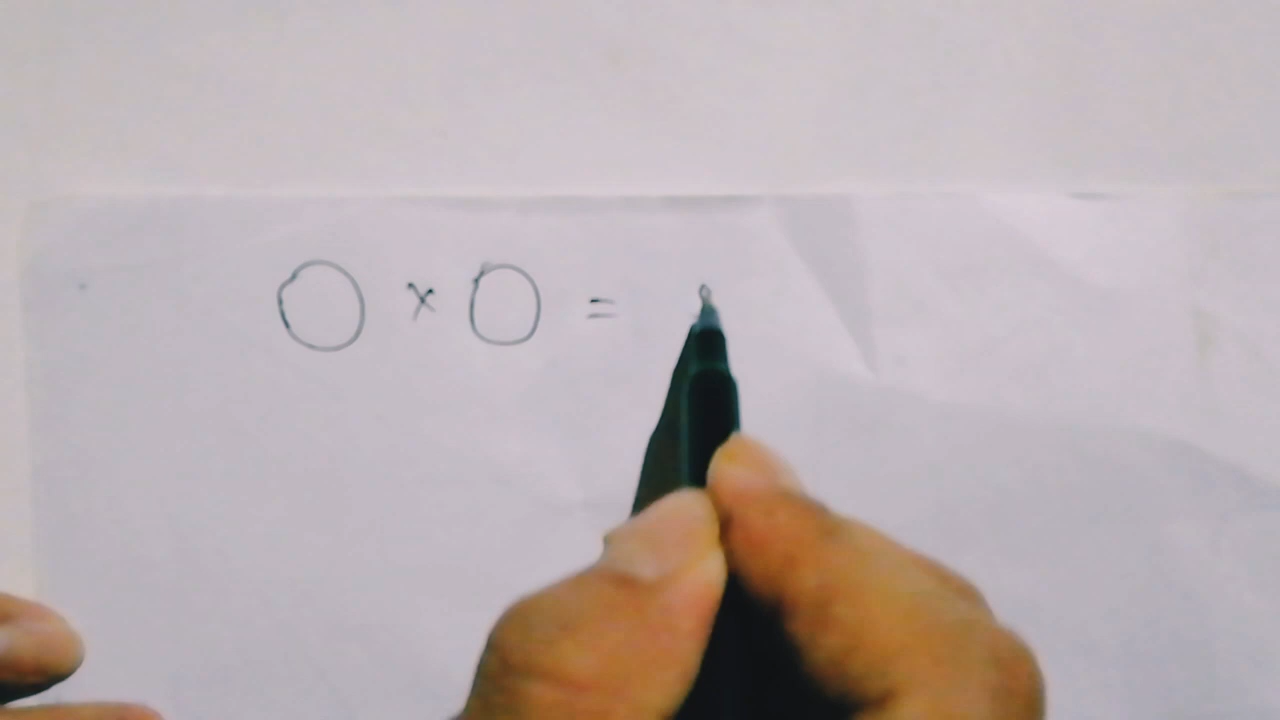 0 × 0 =